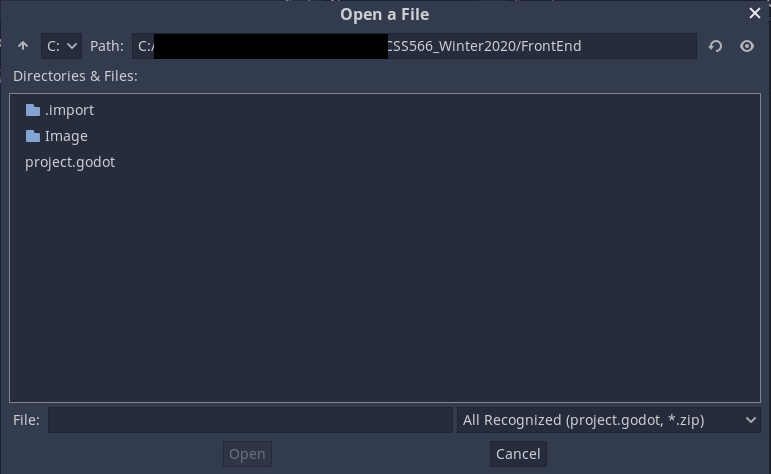 Open a File
C: Path: C:/ CSS566_Winter2020/FrontEnd
Directories & Files:
.import
Image
project.godot
File: All Recognized (project.godot, *.zip)
Open Cancel